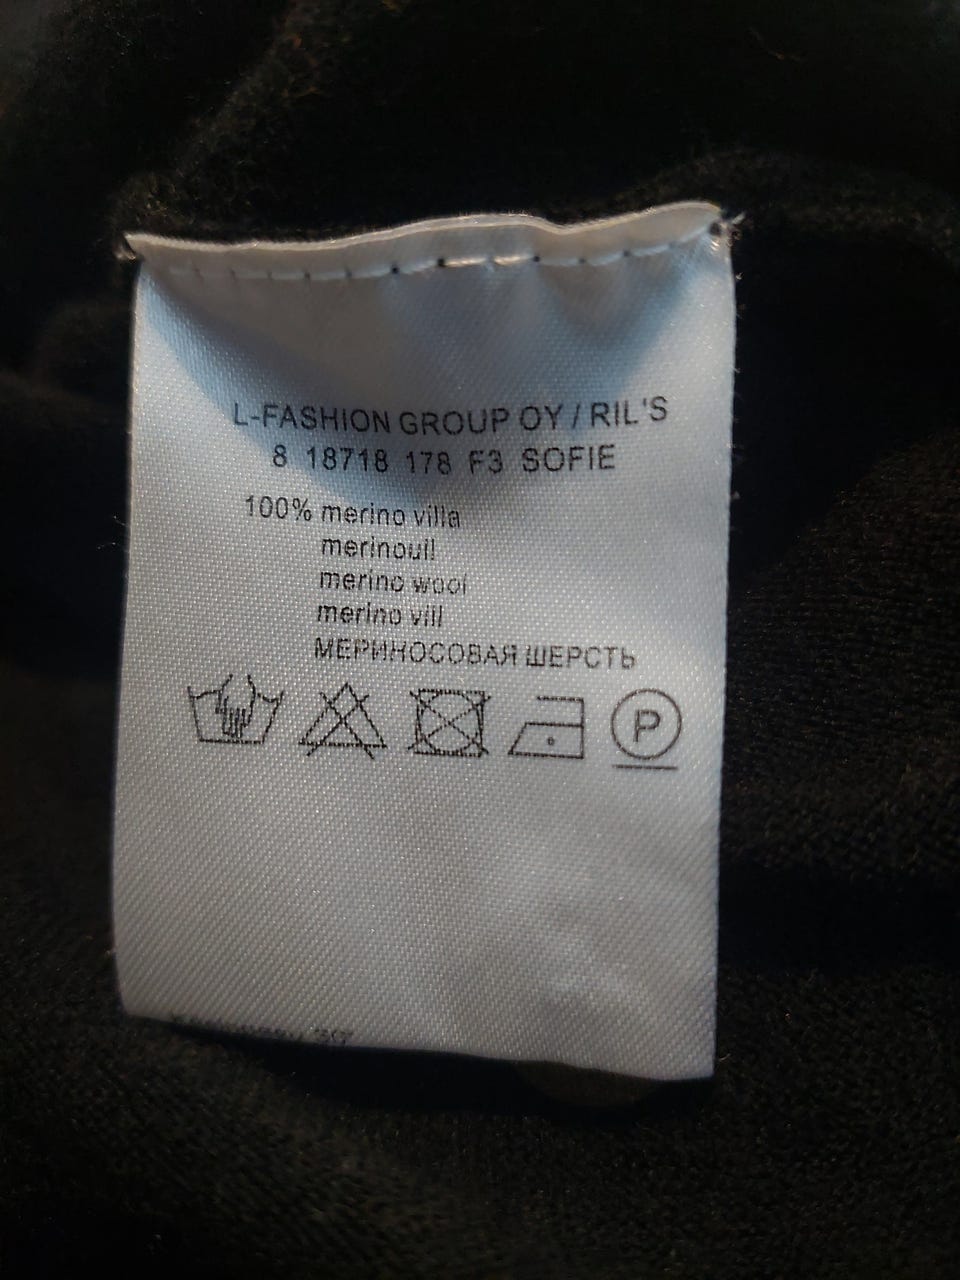 L-FASHION GROUP OY / RIL'S
8 18718 178 F3 SOFIE
100% merino villa
merinoull
merino wool
merino vill
МЕРИНОСОВАЯ ШЕРСТЬ
P